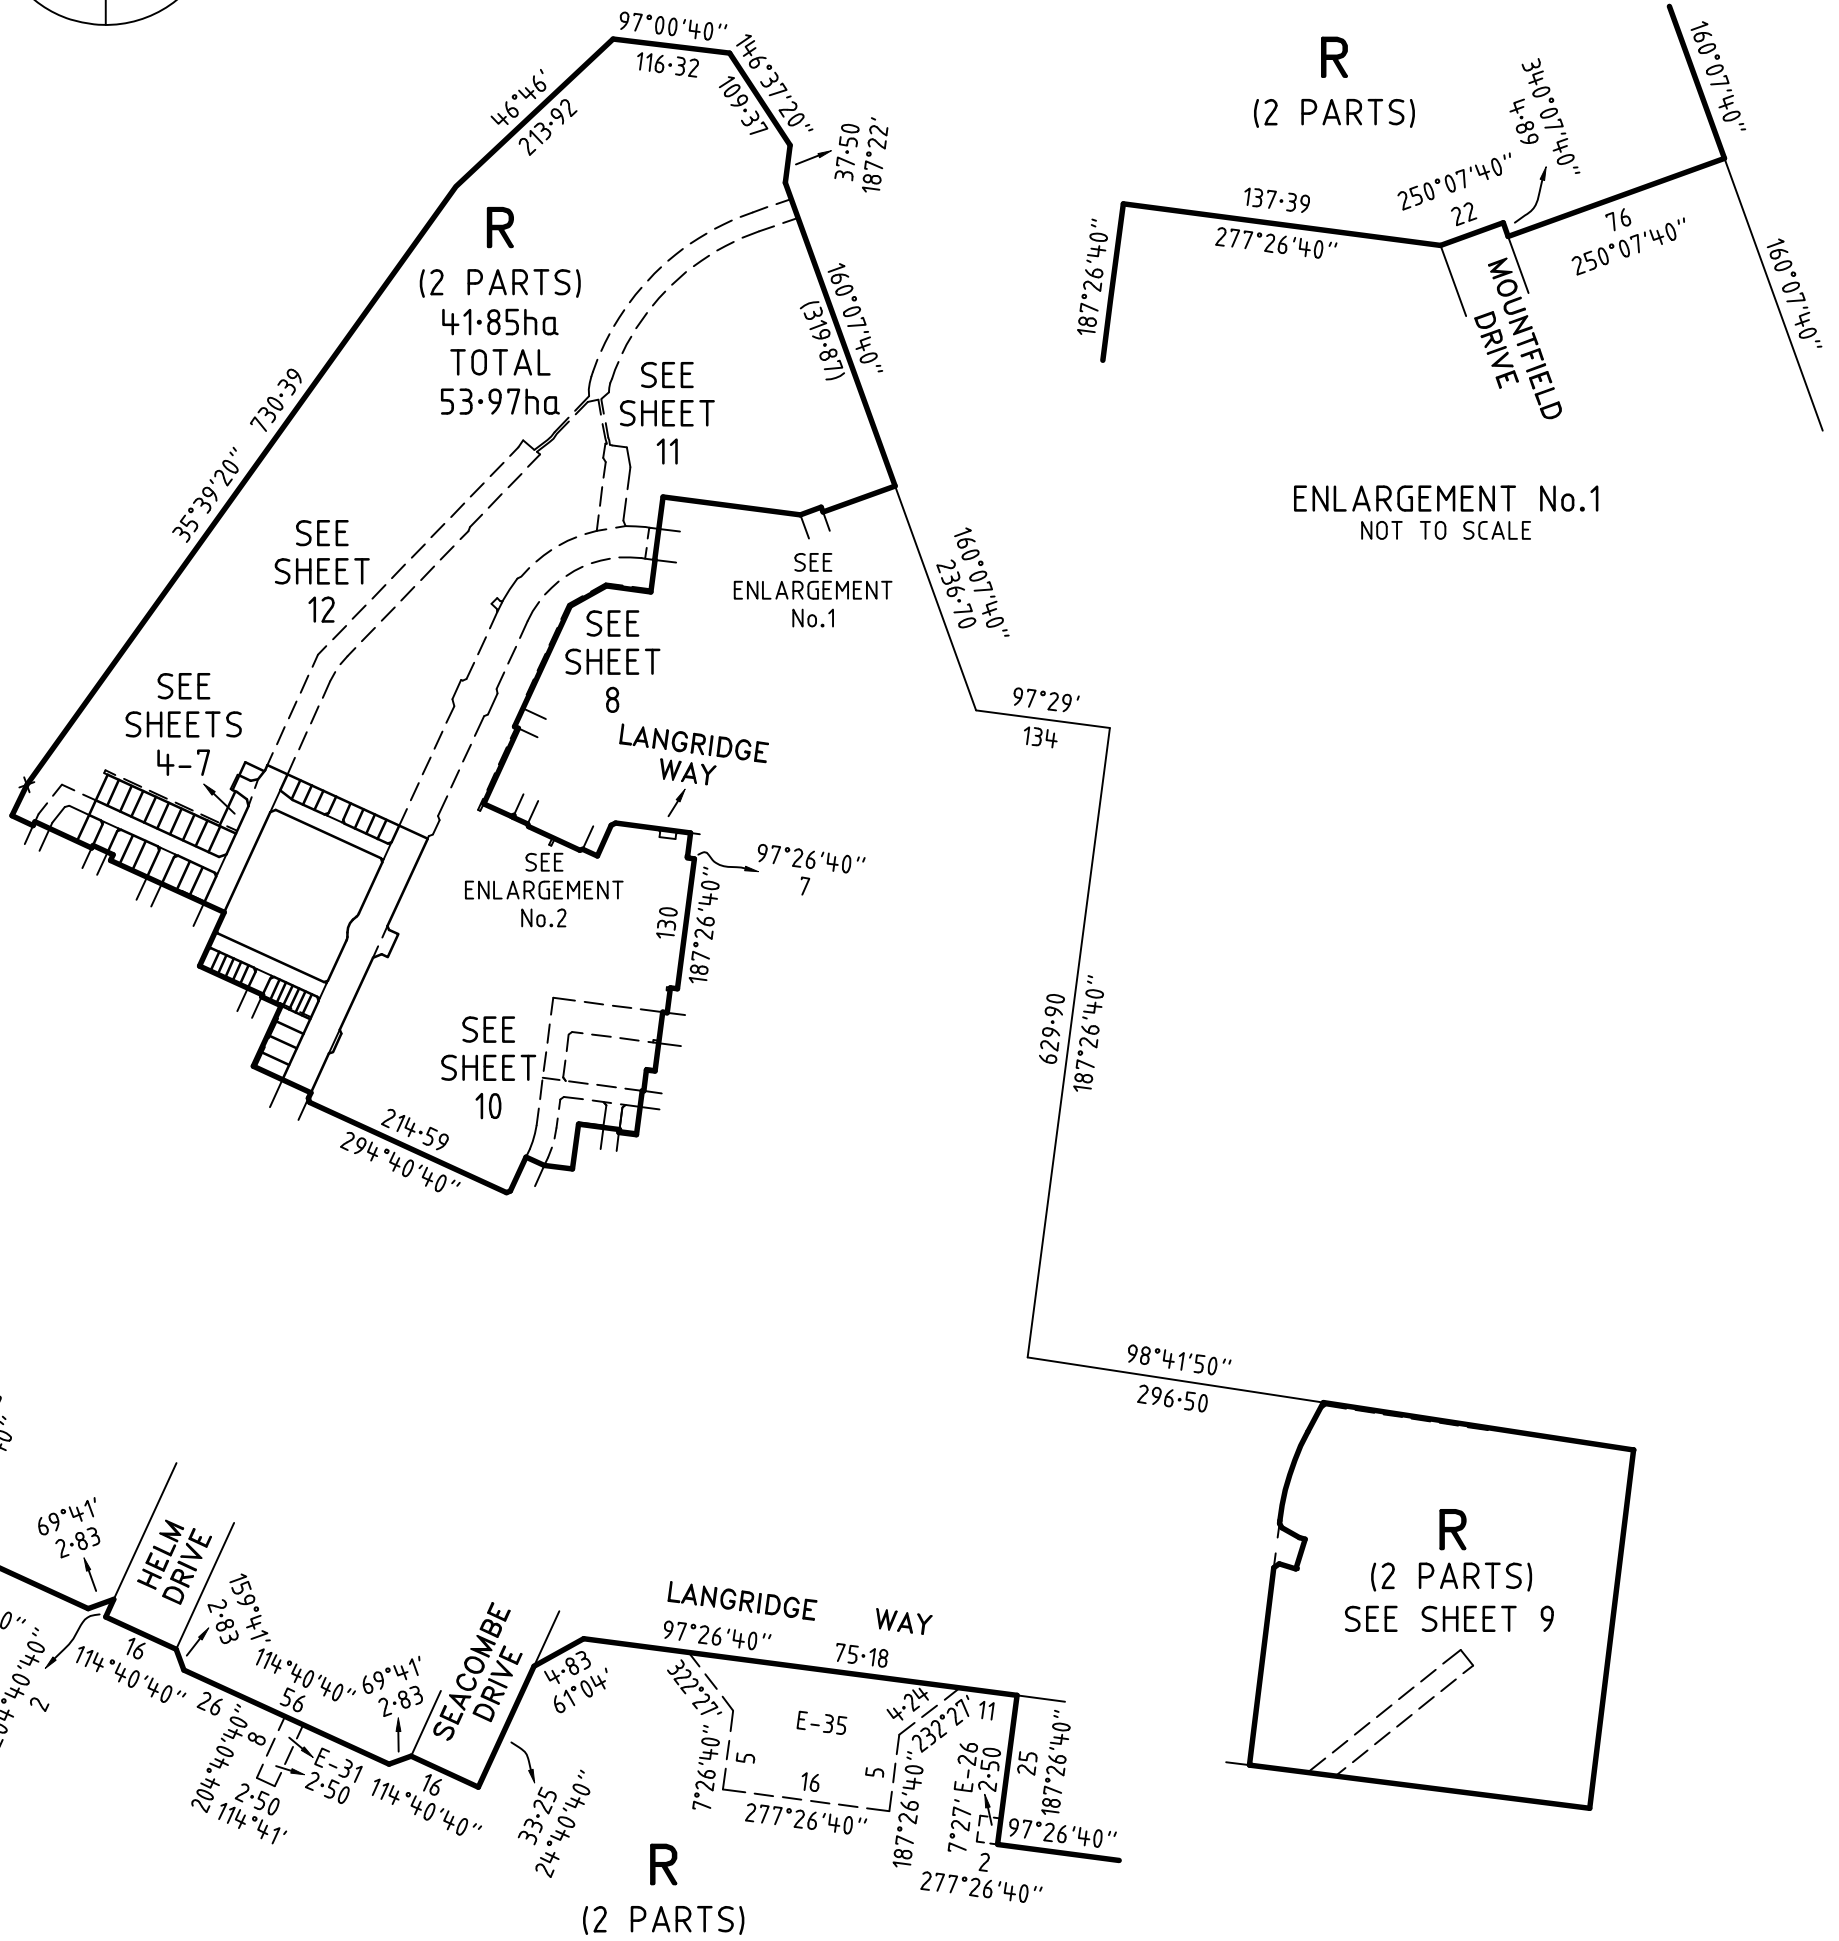 97°00'40"
116·32
146°37'20"
109·37
46°46'
213·92
37·50
187°22'
R
(2 PARTS)
41·85ha
TOTAL
53·97ha
160°07'40"
(319·87)
730·39
35°39'20"
SEE
SHEET
11
SEE
SHEET
12
SEE
SHEETS
4-7
SEE
SHEET
8
SEE
ENLARGEMENT
No.1
LANGRIDGE
WAY
SEE
ENLARGEMENT
No.2
97°26'40"
7
130
187°26'40"
SEE
SHEET
10
214·59
294°40'40"
160°07'40"
236·70
97°29'
134
629·90
187°26'40"
98°41'50"
296·50
R
(2 PARTS)
160°07'40"
340°07'40"
4·89
250°07'40"
22
137·39
277°26'40"
187°26'40"
76
250°07'40"
160°07'40"
MOUNTFIELD
DRIVE
ENLARGEMENT No.1
NOT TO SCALE
R
(2 PARTS)
SEE SHEET 9
69°41'
2·83
HELM
DRIVE
159°47'
2·83
16
114°40'40"
2
26
114°40'40"
56
69°41'
2·83
204°40'40"
8
E-31
2·50
2·50
114°41'
SEACOMBE
DRIVE
16
114°40'40"
4·83
61°04'
33·25
24°40'40"
LANGRIDGE WAY
97°26'40"
75·18
322°27'
E-35
7°26'40"
5
16
277°26'40"
5
187°26'40"
4·24
232°27'
11
E-26
2·50
7°27'
25
187°26'40"
97°26'40"
2
277°26'40"
R
(2 PARTS)